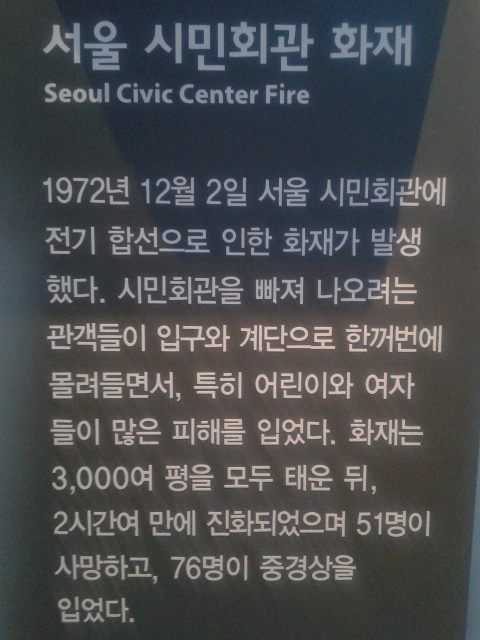 서울 시민회관 화재
Seoul Civic Center Fire
1972년 12월 2일 서울 시민회관에
전기 합선으로 인한 화재가 발생
했다. 시민회관을 빠져 나오려는
관객들이 입구와 계단으로 한꺼번에
몰려들면서, 특히 어린이와 여자
들이 많은 피해를 입었다. 화재는
3,000여 평을 모두 태운 뒤,
2시간여 만에 진화되었으며 51명이
사망하고, 76명이 중경상을
입었다.